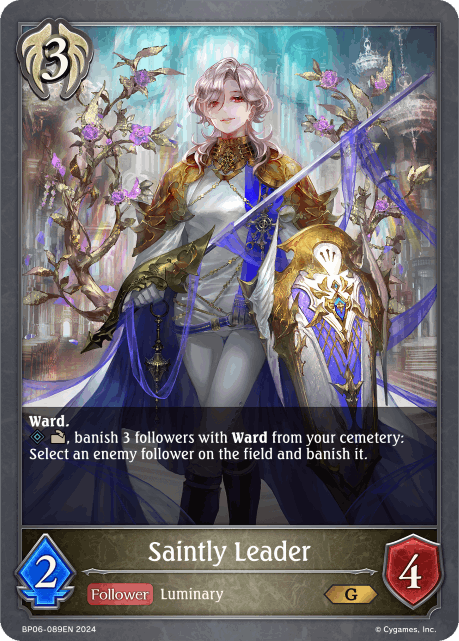 3
Ward.
, banish 3 followers with Ward from your cemetery:
Select an enemy follower on the field and banish it.
Saintly Leader
2
Follower Luminary G
4
BP06-089EN 2024 © Cygames, Inc.